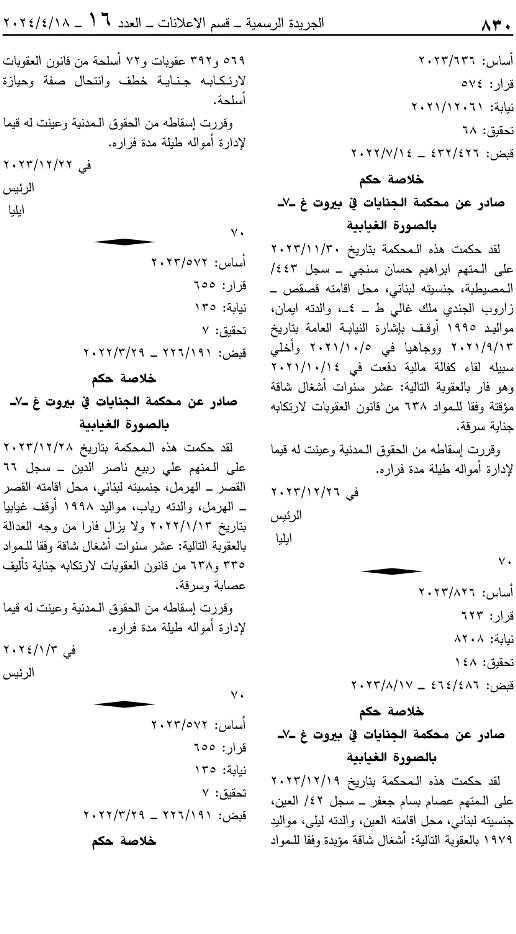 ٨٣٠
الجريدة الرسمية ـ قسم الاعلانات ـ العدد ١٦ ـ ٢٠٢٤/٤/١٨
أساس: ٢٠٢٣/٦٣٦
قرار: ٥٧٤
نيابة: ٢٠٢١/١٢٠٦١
تحقيق: ٦٨
قبض: ٤٣٢/٤٢٦ ـ ٢٠٢٢/٧/١٤
خلاصة حكم
صادر عن محكمة الجنايات في بيروت غ ـ٧ـ
بالصورة الغيابية
لقد حكمت هذه المحكمة بتاريخ ٢٠٢٣/١١/٣٠
على المتهم ابراهيم حسان سنجي ـ سجل ٤٤٣/
المصيطبة، جنسيته لبناني، محل اقامته قصقص ـ
زاروب الجندي ملك غالي ط ـ ٤ـ، والدته ايمان،
مواليد ١٩٩٥ أوقف بإشارة النيابة العامة بتاريخ
٢٠٢١/٩/١٣ ووجاهيا في ٢٠٢١/١٠/٥ وأخلي
سبيله لقاء كفالة مالية دفعت في ٢٠٢١/١٠/١٤
وهو فار بالعقوبة التالية: عشر سنوات أشغال شاقة
مؤقتة وفقا للمواد ٦٣٨ من قانون العقوبات لارتكابه
جناية سرقة.
وقررت إسقاطه من الحقوق المدنية وعينت له قيما
لإدارة أمواله طيلة مدة فراره.
في ٢٠٢٣/١٢/٢٦
الرئيس
ايليا
٧٠
أساس: ٢٠٢٣/٨٢٦
قرار: ٦٢٣
نيابة: ٨٢٠٨
تحقيق: ١٤٨
قبض: ٤٦٤/٤٨٦ ـ ٢٠٢٣/٨/١٧
خلاصة حكم
صادر عن محكمة الجنايات في بيروت غ ـ٧ـ
بالصورة الغيابية
لقد حكمت هذه المحكمة بتاريخ ٢٠٢٣/١٢/١٩
على المتهم عصام بسام جعفر ـ سجل ٤٢/ العين،
جنسيته لبناني، محل اقامته العين، والدته ليلى، مواليد
١٩٧٩ بالعقوبة التالية: أشغال شاقة مؤبدة وفقا للمواد
٥٦٩ و٣٩٢ عقوبات و٧٢ أسلحة من قانون العقوبات
لارتكابه جناية خطف وانتحال صفة وحيازة
أسلحة.
وقررت إسقاطه من الحقوق المدنية وعينت له قيما
لإدارة أمواله طيلة مدة فراره.
في ٢٠٢٣/١٢/٢٢
الرئيس
ايليا
٧٠
أساس: ٢٠٢٣/٥٧٢
قرار: ٦٥٥
نيابة: ١٣٥
تحقيق: ٧
قبض: ٢٢٦/١٩١ ـ ٢٠٢٢/٣/٢٩
خلاصة حكم
صادر عن محكمة الجنايات في بيروت غ ـ٧ـ
بالصورة الغيابية
لقد حكمت هذه المحكمة بتاريخ ٢٠٢٣/١٢/٢٨
على المتهم علي ربيع ناصر الدين ـ سجل ٦٦
القصر ـ الهرمل، جنسيته لبناني، محل اقامته القصر
ـ الهرمل، والدته رباب، مواليد ١٩٩٨ أوقف غيابيا
بتاريخ ٢٠٢٢/١/١٣ ولا يزال فارا من وجه العدالة
بالعقوبة التالية: عشر سنوات أشغال شاقة وفقا للمواد
٣٣٥ و٦٣٨ من قانون العقوبات لارتكابه جناية تأليف
عصابة وسرقة.
وقررت إسقاطه من الحقوق المدنية وعينت له قيما
لإدارة أمواله طيلة مدة فراره.
في ٢٠٢٤/١/٣
الرئيس
٧٠
أساس: ٢٠٢٣/٥٧٢
قرار: ٦٥٥
نيابة: ١٣٥
تحقيق: ٧
قبض: ٢٢٦/١٩١ ـ ٢٠٢٢/٣/٢٩
خلاصة حكم